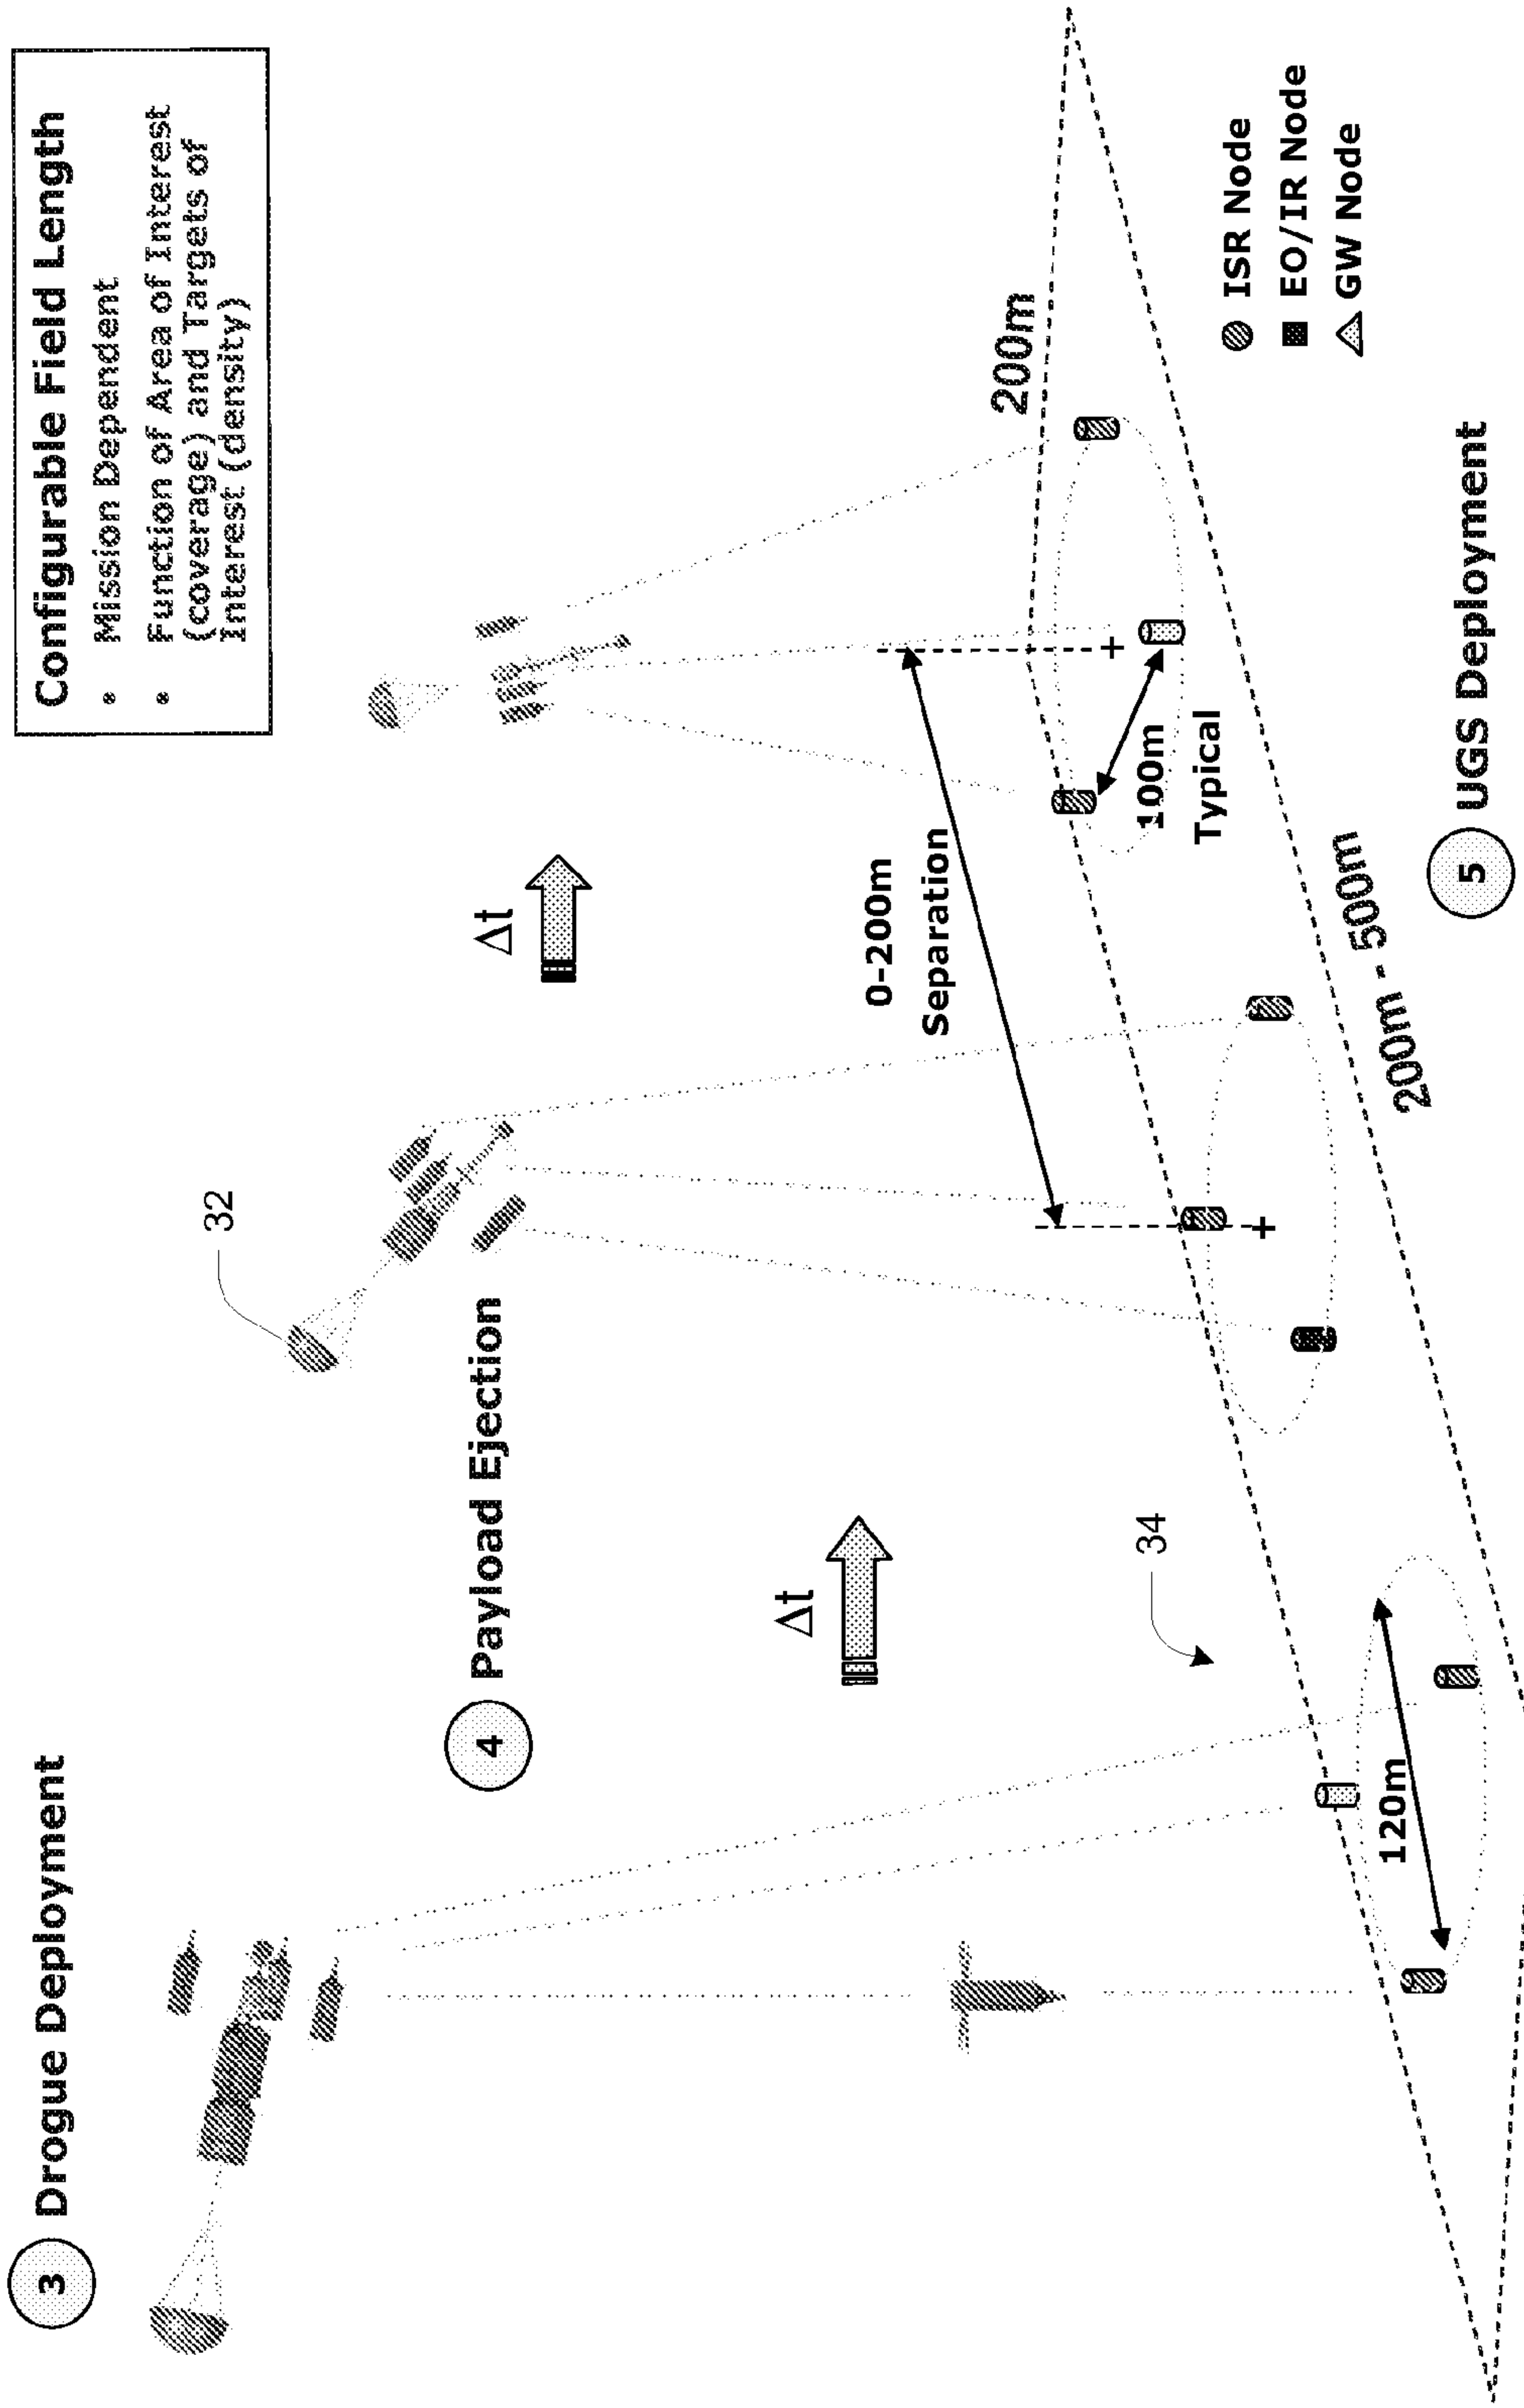 3 Drogue Deployment
Configurable Field Length
• Mission Dependent
• Function of Area of Interest
(coverage) and Targets of
Interest (density)
32
4 Payload Ejection
Δt
Δt
0-200m
Separation
200m
34
100m
Typical
120m
200m - 500m
ISR Node
EO/IR Node
GW Node
5 UGS Deployment